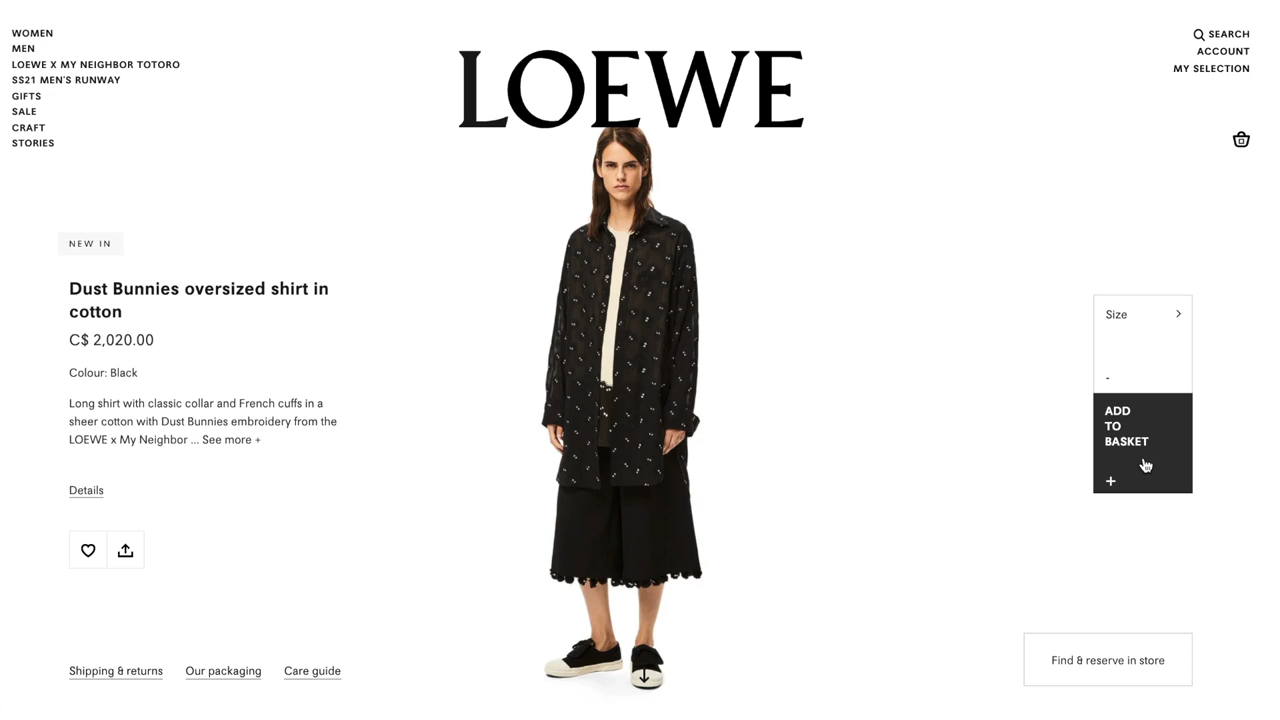 WOMEN
MEN
LOEWE X MY NEIGHBOR TOTORO
SS21 MEN'S RUNWAY
GIFTS
SALE
CRAFT
STORIES
LOEWE
SEARCH
ACCOUNT
MY SELECTION
0
NEW IN
Dust Bunnies oversized shirt in
cotton
C$ 2,020.00
Colour: Black
Long shirt with classic collar and French cuffs in a
sheer cotton with Dust Bunnies embroidery from the
LOEWE x My Neighbor ... See more +
Details
Size
-
ADD
TO
BASKET
+
Shipping & returns
Our packaging
Care guide
Find & reserve in store